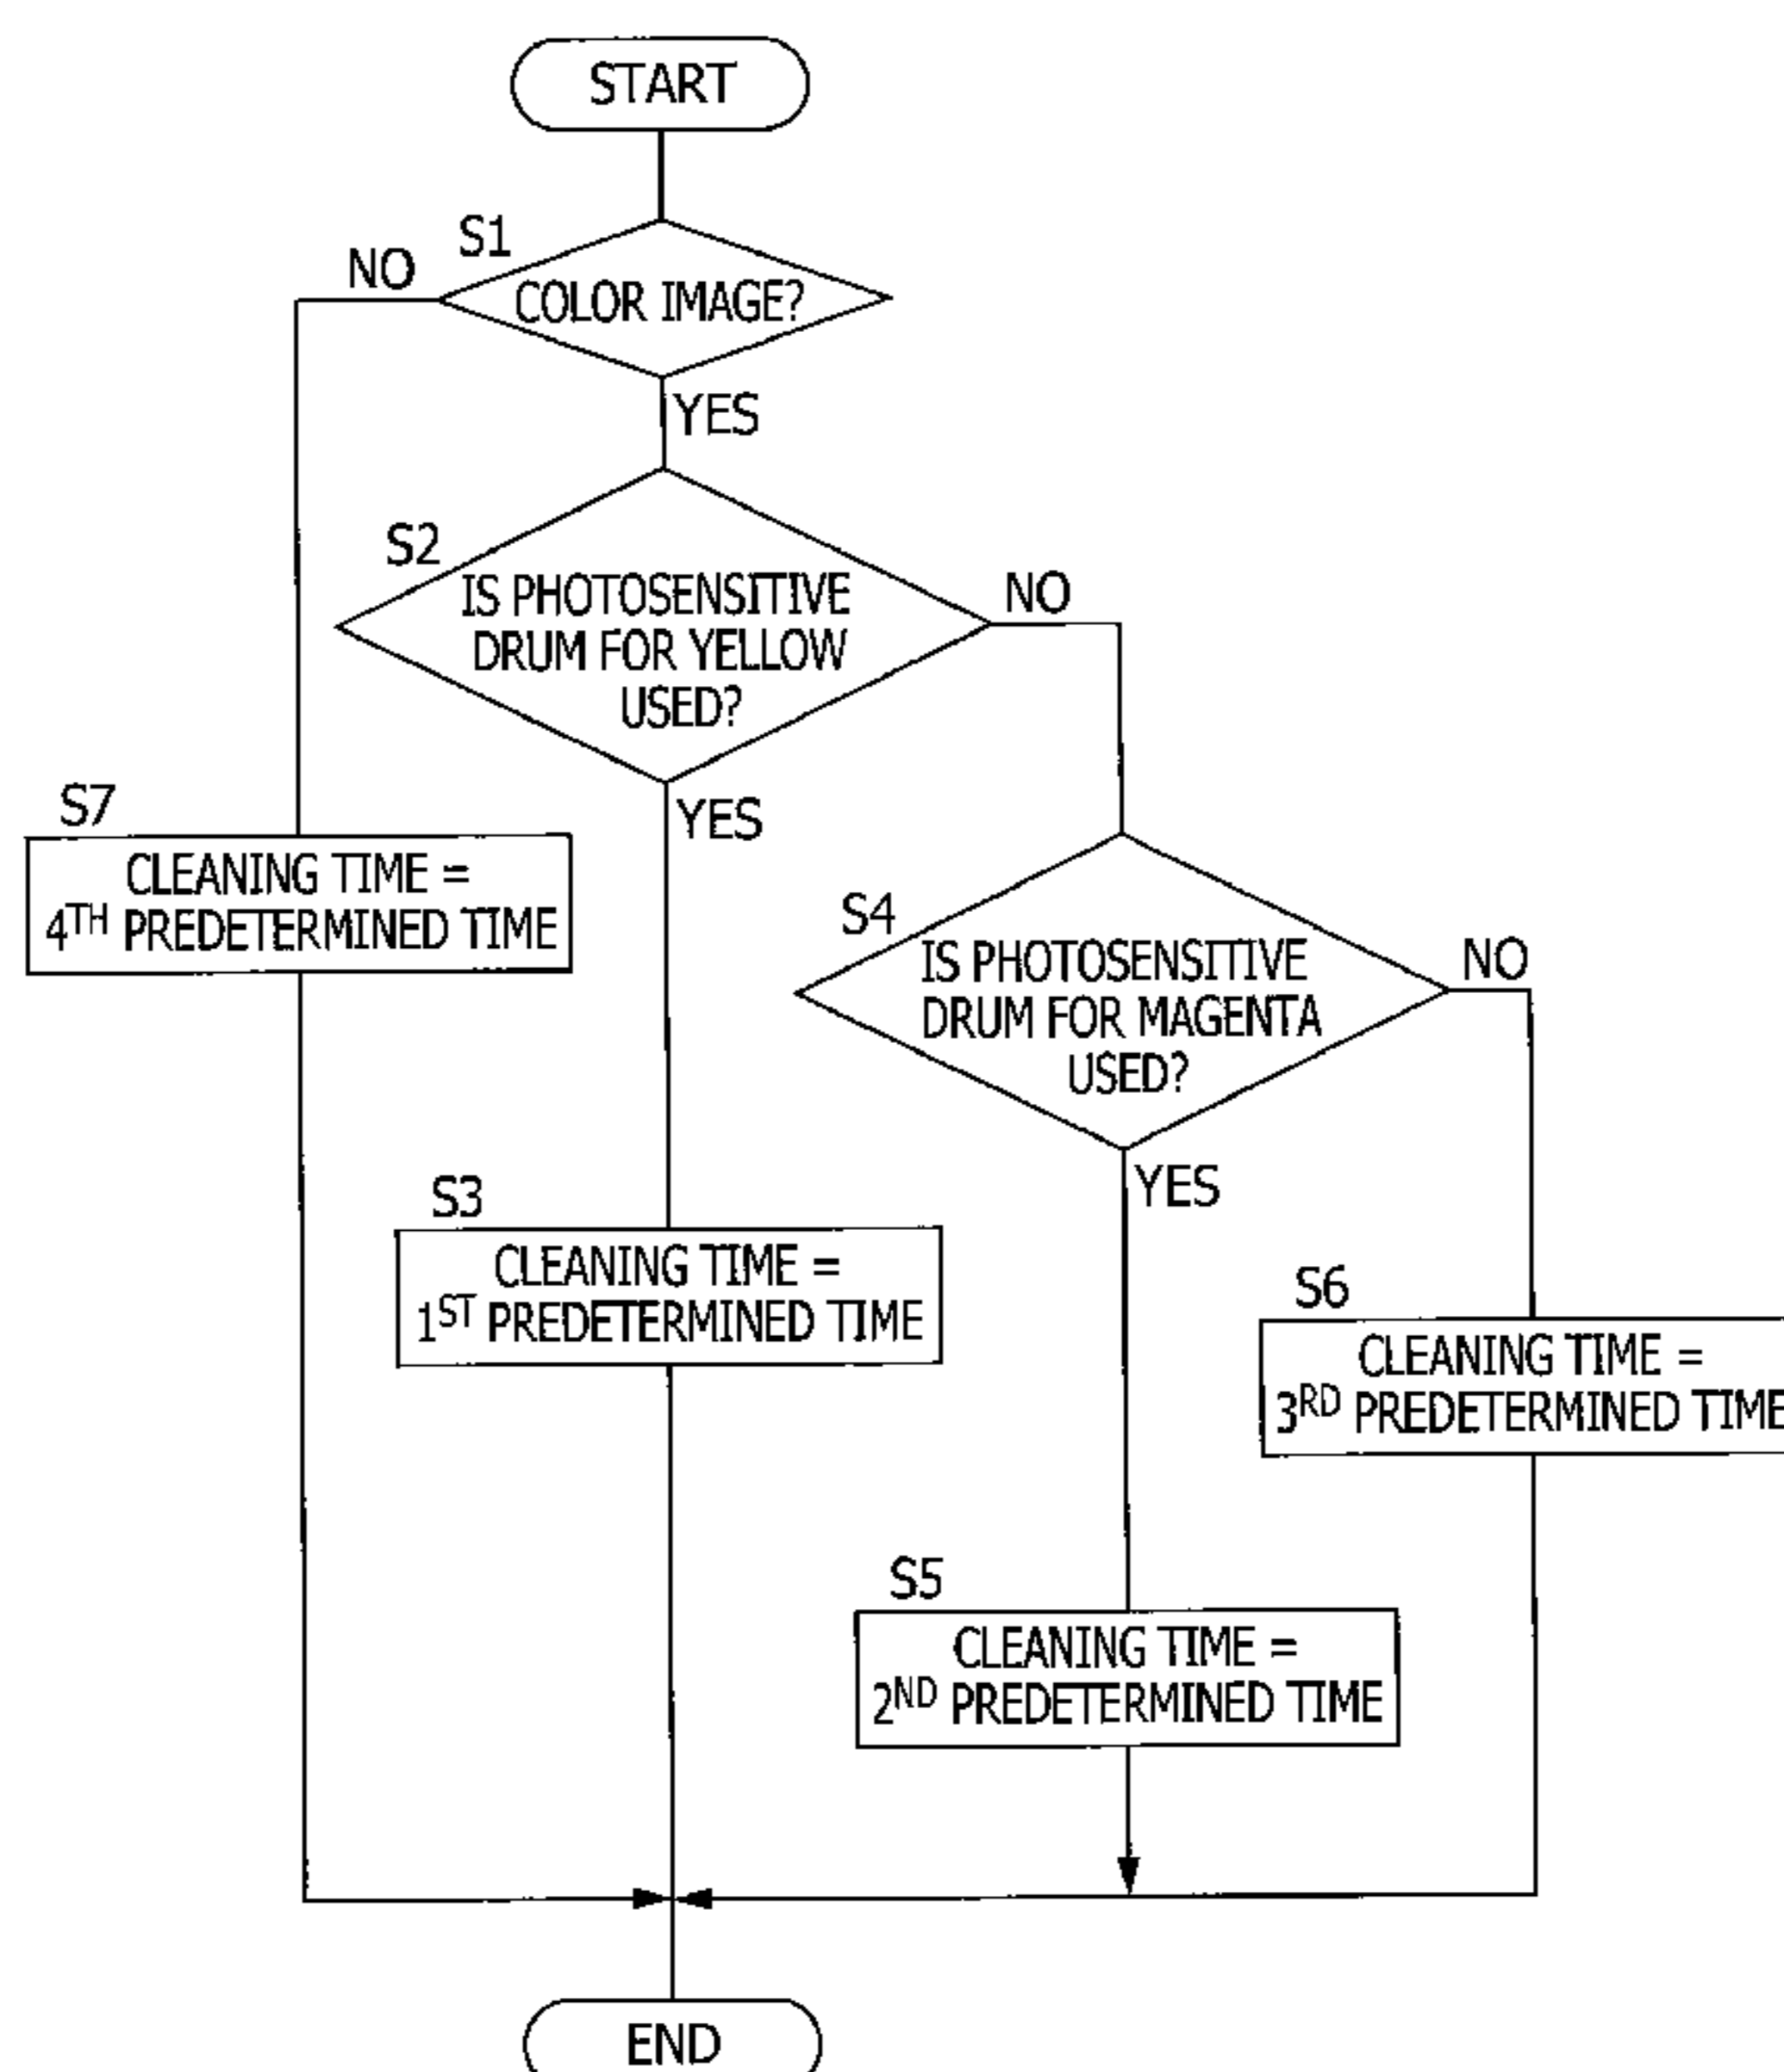 START
S1
NO
COLOR IMAGE?
YES
S2
IS PHOTOSENSITIVE
DRUM FOR YELLOW
USED?
NO
YES
S7
CLEANING TIME =
4TH PREDETERMINED TIME
S4
IS PHOTOSENSITIVE
DRUM FOR MAGENTA
USED?
NO
YES
S3
CLEANING TIME =
1ST PREDETERMINED TIME
S6
CLEANING TIME =
3RD PREDETERMINED TIME
S5
CLEANING TIME =
2ND PREDETERMINED TIME
END